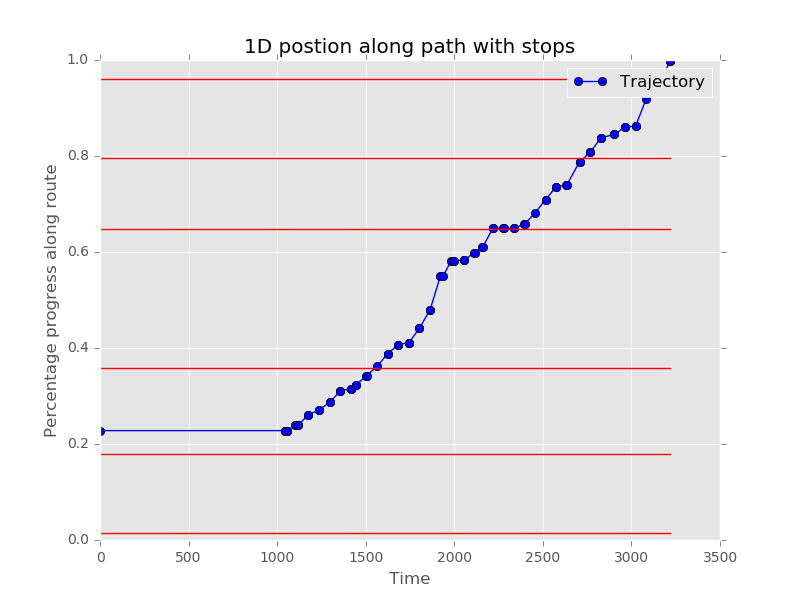 1D postion along path with stops
Trajectory
Percentage progress along route
1.0
0.8
0.6
0.4
0.2
0.0
0 500 1000 1500 2000 2500 3000 3500
Time